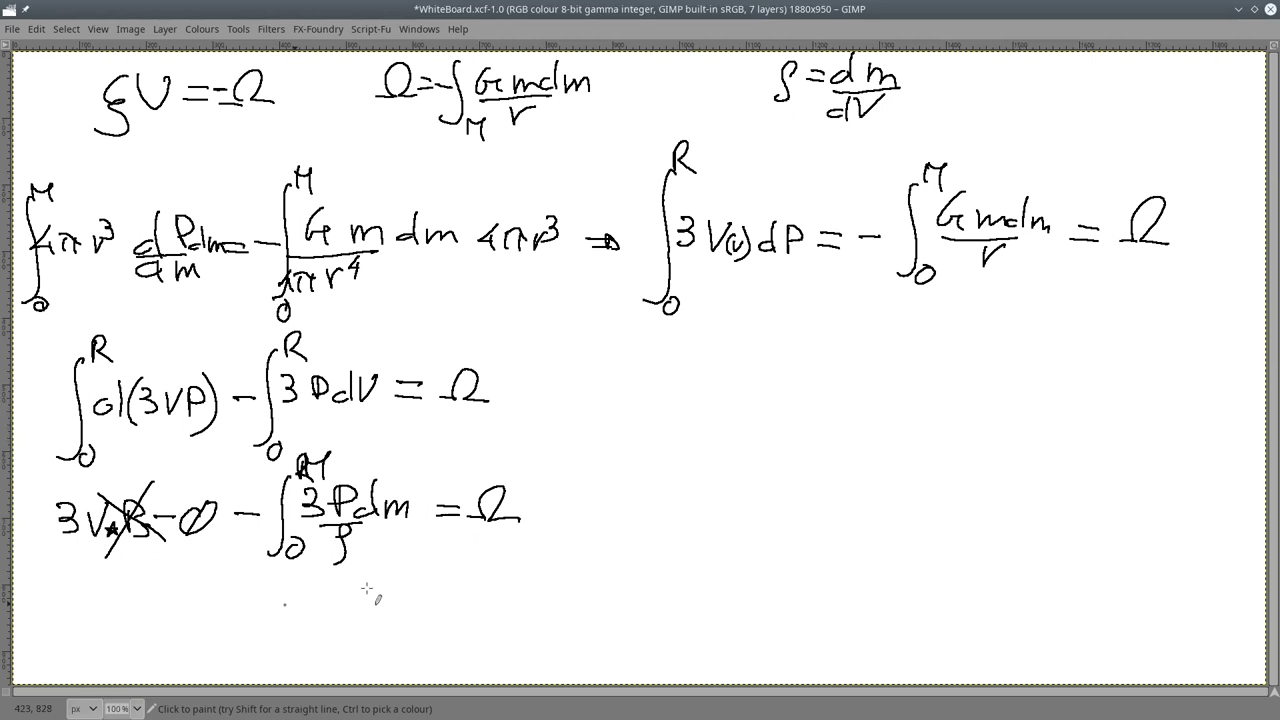 *WhiteBoard.xcf-1.0 (RGB colour 8-bit gamma integer, GIMP built-in sRGB, 7 layers) 1880x950 – GIMP
File Edit Select View Image Layer Colours Tools Filters FX-Foundry Script-Fu Windows Help
ξU = -Ω    Ω = -∫_M Gmdm/r    ρ = dm/dV
∫_0^M 4πr³ dP/dm dm = -∫_0^M Gm/4πr⁴ dm 4πr³ ⇒ ∫_0^R 3V(r)dP = -∫_0^M Gmdm/r = Ω
∫_0^R d(3VP) - ∫_0^R 3PdV = Ω
3V⋆P⋆ - 0 - ∫_0^M 3P/ρ dm = Ω
423, 828 px 100% Click to paint (try Shift for a straight line, Ctrl to pick a colour)